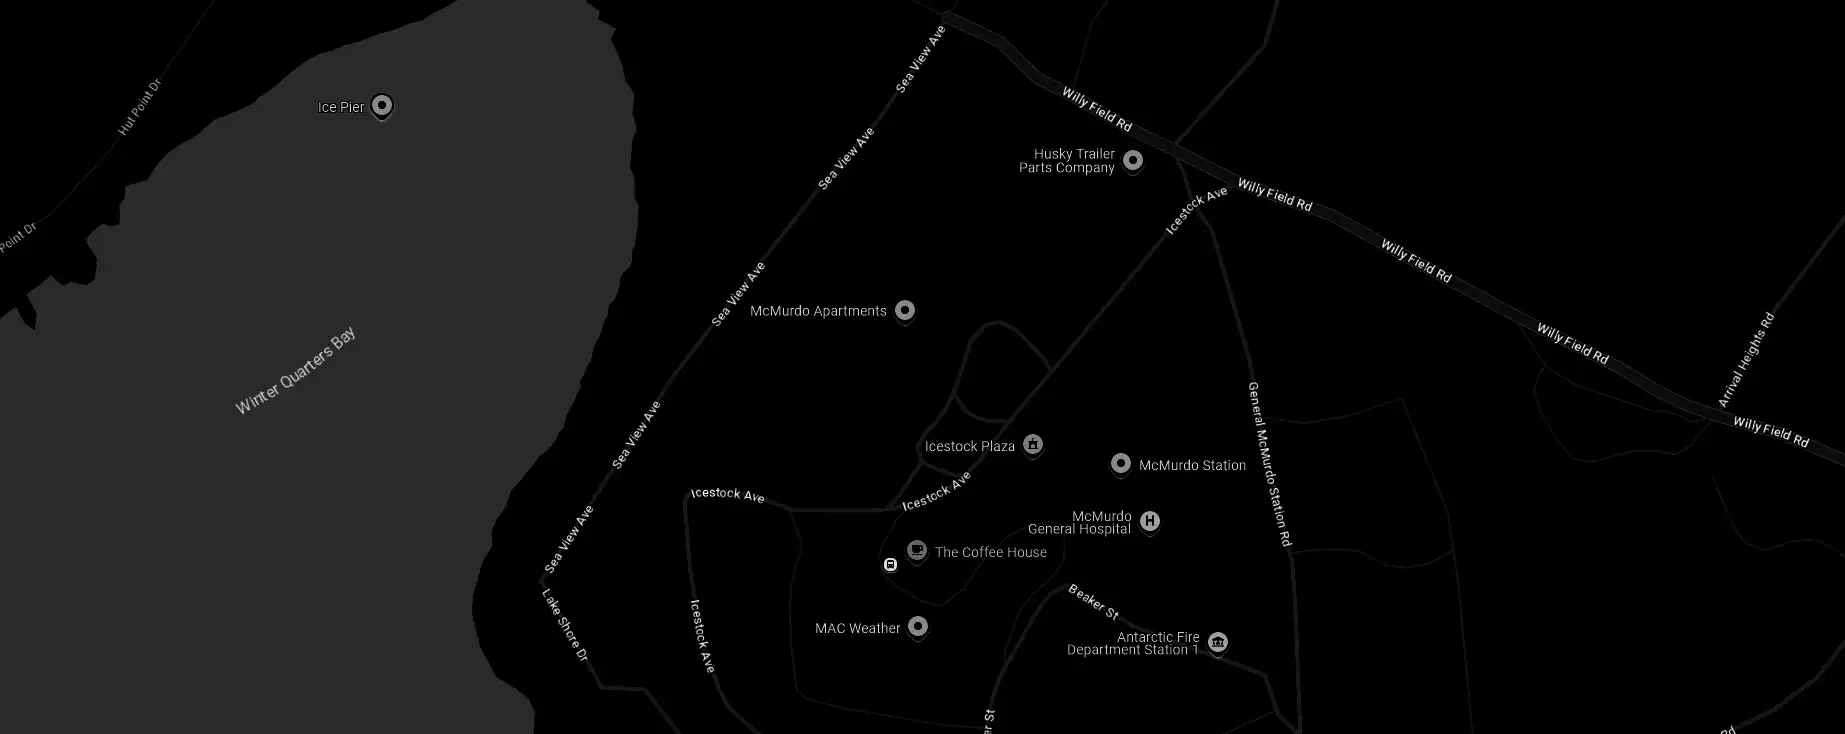 Sea View Ave
Hut Point Dr
Ice Pier
Willy Field Rd
Sea View Ave
Husky Trailer
Parts Company
Icestock Ave
Willy Field Rd
Point Dr
Willy Field Rd
Sea View Ave
McMurdo Apartments
Willy Field Rd
Arrival Heights Rd
Winter Quarters Bay
Sea View Ave
General McMurdo Station Rd
Willy Field Rd
Icestock Plaza
McMurdo Station
Icestock Ave
Icestock Ave
McMurdo
General Hospital
H
Sea View Ave
The Coffee House
Lake Shore Dr
Icestock Ave
Beaker St
MAC Weather
Antarctic Fire
Department Station 1
er St
Rd